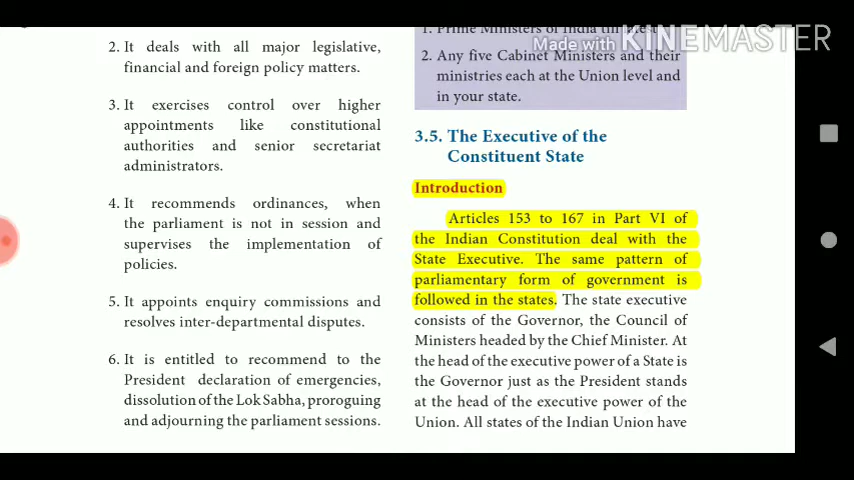 2. It deals with all major legislative,
financial and foreign policy matters.
3. It exercises control over higher
appointments like constitutional
authorities and senior secretariat
administrators.
4. It recommends ordinances, when
the parliament is not in session and
supervises the implementation of
policies.
5. It appoints enquiry commissions and
resolves inter-departmental disputes.
6. It is entitled to recommend to the
President declaration of emergencies,
dissolution of the Lok Sabha, proroguing
and adjourning the parliament sessions.
1. Prime Ministers of India
Made with KINEMASTER
2. Any five Cabinet Ministers and their
ministries each at the Union level and
in your state.
3.5. The Executive of the
Constituent State
Introduction
Articles 153 to 167 in Part VI of
the Indian Constitution deal with the
State Executive. The same pattern of
parliamentary form of government is
followed in the states. The state executive
consists of the Governor, the Council of
Ministers headed by the Chief Minister. At
the head of the executive power of a State is
the Governor just as the President stands
at the head of the executive power of the
Union. All states of the Indian Union have